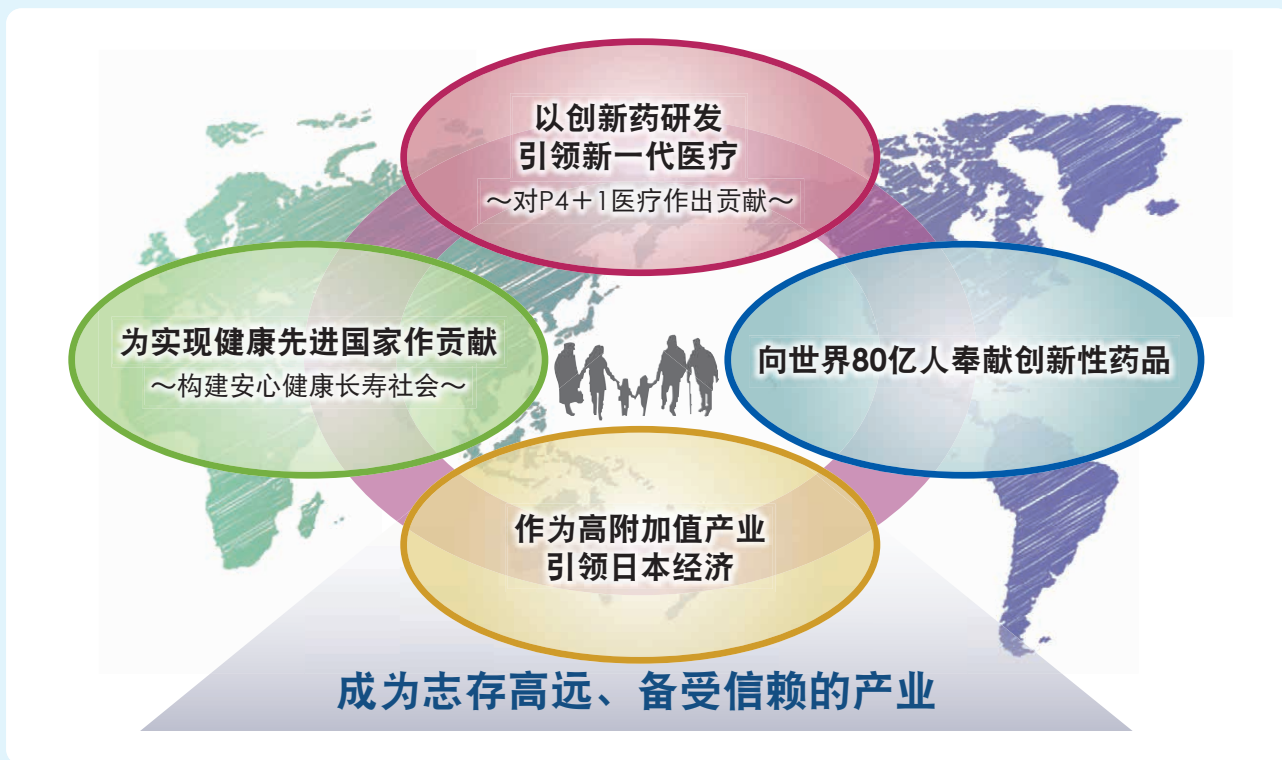 以创新药研发
引领新一代医疗
～对P4＋1医疗作出贡献～
为实现健康先进国家作贡献
～构建安心健康长寿社会～
向世界80亿人奉献创新性药品
作为高附加值产业
引领日本经济
成为志存高远、备受信赖的产业